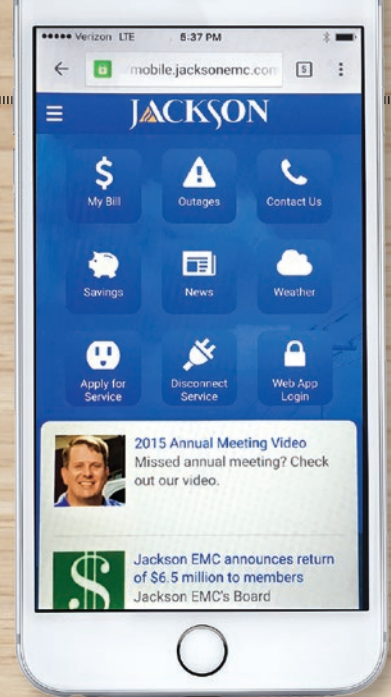 Verizon LTE 5:37 PM
mobile.jacksonemc.com 5
JACKSON
My Bill Outages Contact Us
Savings News Weather
Apply for Disconnect Web App
Service Service Login
2015 Annual Meeting Video
Missed annual meeting? Check
out our video.
Jackson EMC announces return
of $6.5 million to members
Jackson EMC's Board